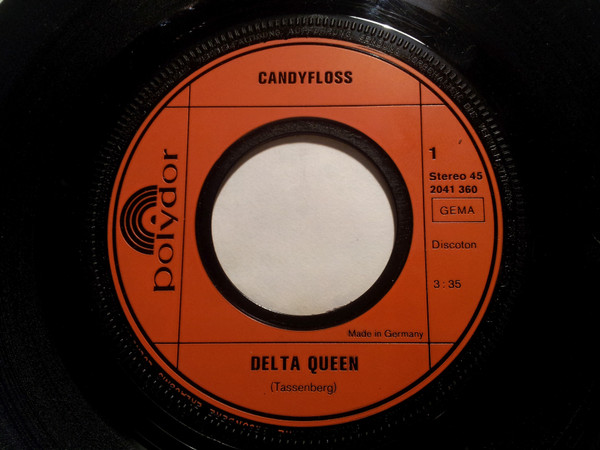 CANDYFLOSS
polydor
1
Stereo 45
2041 360
GEMA
Discoton
3:35
Made in Germany
DELTA QUEEN
(Tassenberg)